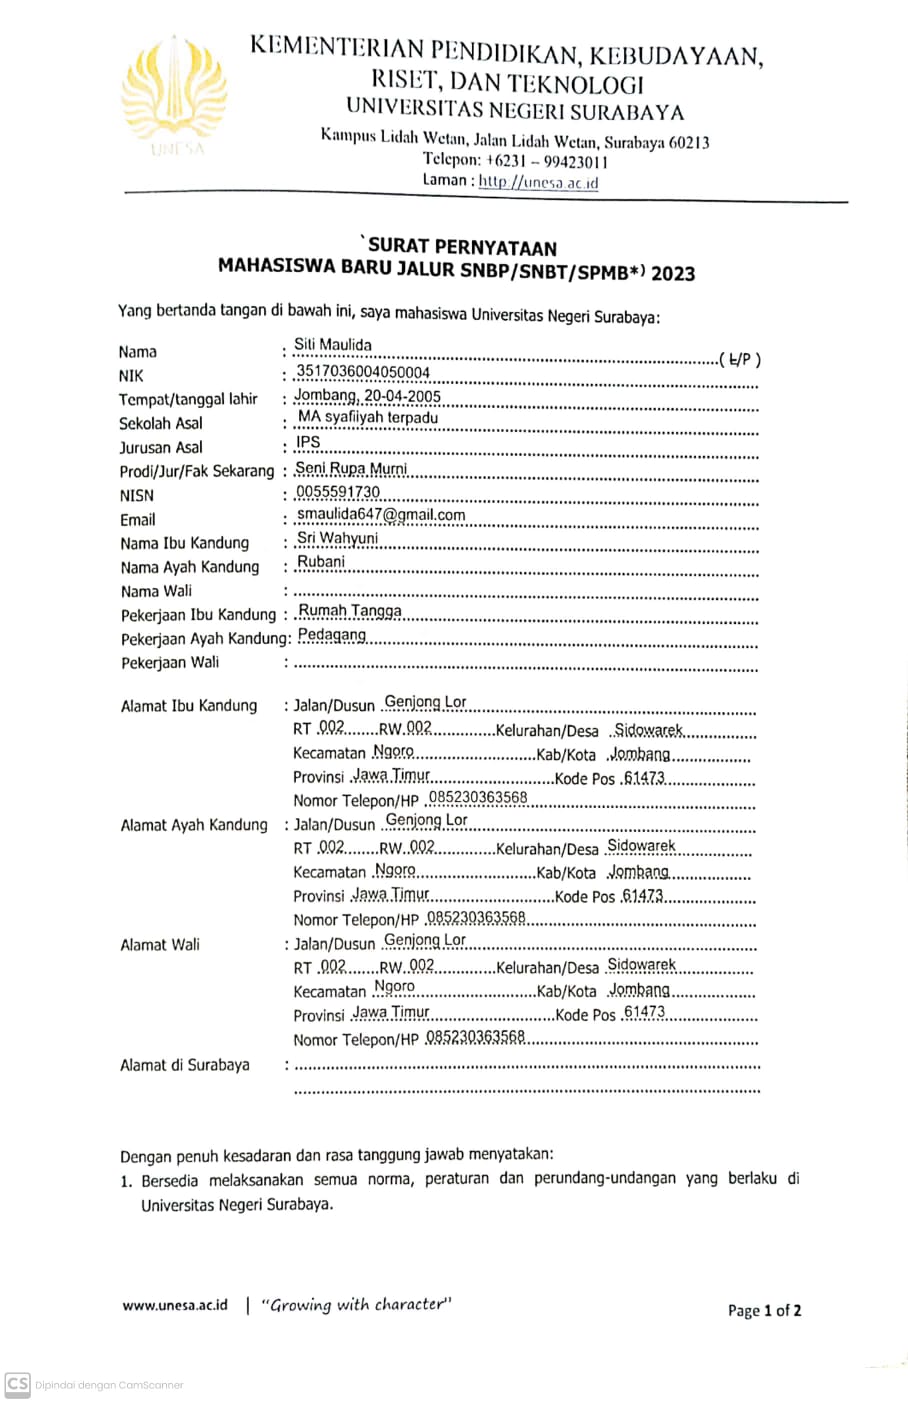 UNESA
KEMENTERIAN PENDIDIKAN, KEBUDAYAAN,
RISET, DAN TEKNOLOGI
UNIVERSITAS NEGERI SURABAYA
Kampus Lidah Wetan, Jalan Lidah Wetan, Surabaya 60213
Telepon: +6231 – 99423011
Laman : http://unesa.ac.id
`SURAT PERNYATAAN
MAHASISWA BARU JALUR SNBP/SNBT/SPMB*) 2023
Yang bertanda tangan di bawah ini, saya mahasiswa Universitas Negeri Surabaya:
Nama : Siti Maulida (L/P)
NIK : 3517036004050004
Tempat/tanggal lahir : Jombang, 20-04-2005
Sekolah Asal : MA syafiiyah terpadu
Jurusan Asal : IPS
Prodi/Jur/Fak Sekarang : Seni Rupa Murni
NISN : 0055591730
Email : smaulida647@gmail.com
Nama Ibu Kandung : Sri Wahyuni
Nama Ayah Kandung : Rubani
Nama Wali :
Pekerjaan Ibu Kandung : Rumah Tangga
Pekerjaan Ayah Kandung: Pedagang
Pekerjaan Wali :
Alamat Ibu Kandung : Jalan/Dusun Genjong Lor
RT 002 RW 002 Kelurahan/Desa Sidowarek
Kecamatan Ngoro Kab/Kota Jombang
Provinsi Jawa Timur Kode Pos 61473
Nomor Telepon/HP 085230363568
Alamat Ayah Kandung : Jalan/Dusun Genjong Lor
RT 002 RW 002 Kelurahan/Desa Sidowarek
Kecamatan Ngoro Kab/Kota Jombang
Provinsi Jawa Timur Kode Pos 61473
Nomor Telepon/HP 085230363568
Alamat Wali : Jalan/Dusun Genjong Lor
RT 002 RW 002 Kelurahan/Desa Sidowarek
Kecamatan Ngoro Kab/Kota Jombang
Provinsi Jawa Timur Kode Pos 61473
Nomor Telepon/HP 085230363568
Alamat di Surabaya :
Dengan penuh kesadaran dan rasa tanggung jawab menyatakan:
1. Bersedia melaksanakan semua norma, peraturan dan perundang-undangan yang berlaku di
Universitas Negeri Surabaya.
www.unesa.ac.id | "Growing with character"
Page 1 of 2
CS Dipindai dengan CamScanner